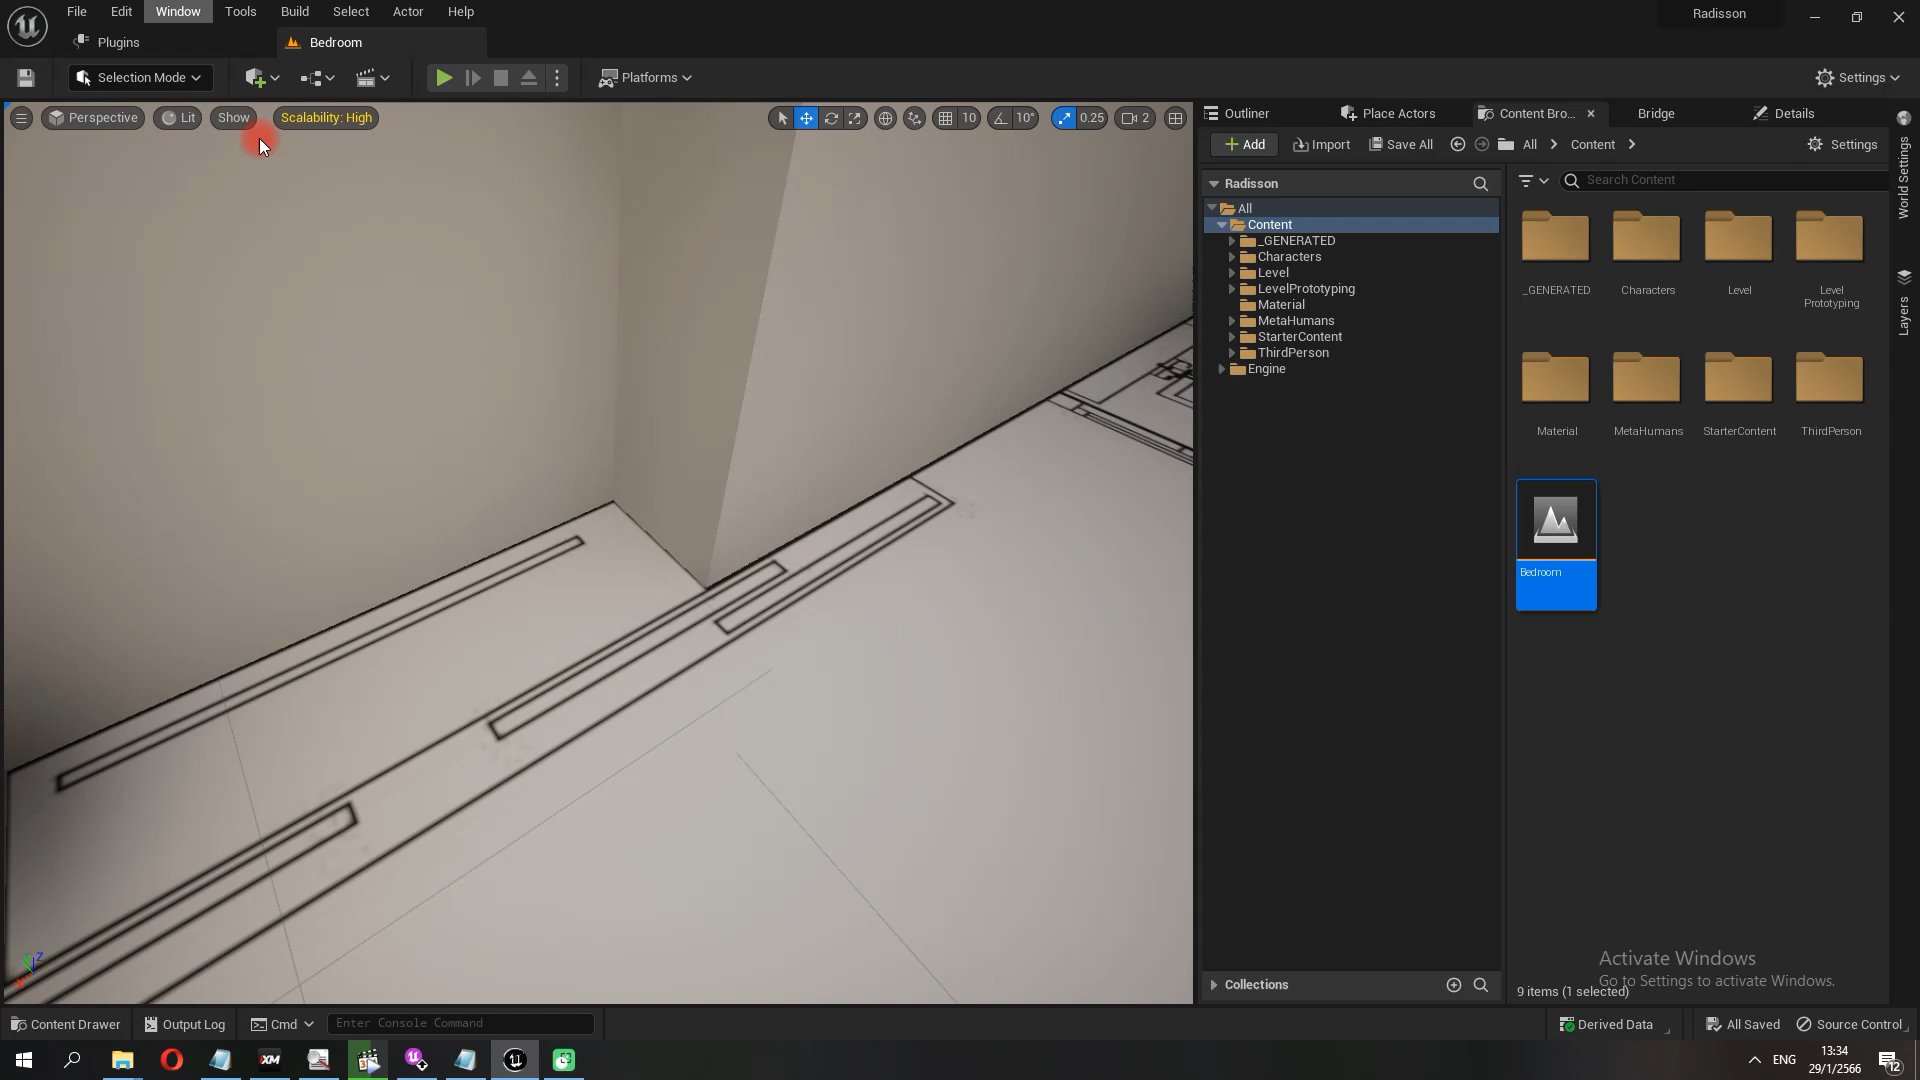 File Edit Window Tools Build Select Actor Help
Radisson
Plugins
Bedroom
Selection Mode
Platforms
Settings
Perspective
Lit
Show
Scalability: High
10
10°
0.25
2
Outliner
Place Actors
Content Bro...
Bridge
Details
Add
Import
Save All
All
Content
Settings
World Settings
Layers
Radisson
Search Content
All
Content
_GENERATED
Characters
Level
LevelPrototyping
Material
MetaHumans
StarterContent
ThirdPerson
Engine
_GENERATED
Characters
Level
Level
Prototyping
Material
MetaHumans
StarterContent
ThirdPerson
Bedroom
Collections
Activate Windows
Go to Settings to activate Windows.
9 items (1 selected)
Z
X
Content Drawer
Output Log
Cmd
Enter Console Command
Derived Data
All Saved
Source Control
XM
ENG
13:34
29/1/2566
12